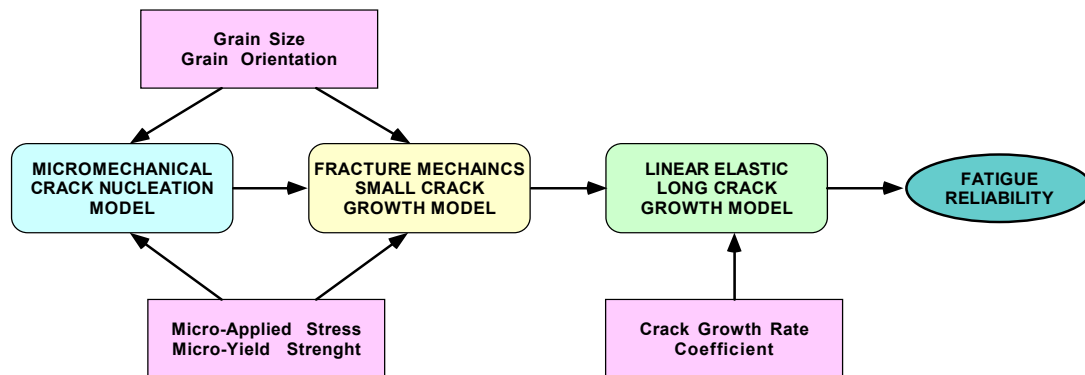 Grain Size
Grain Orientation
MICROMECHANICAL
CRACK NUCLEATION
MODEL
FRACTURE MECHAINCS
SMALL CRACK
GROWTH MODEL
LINEAR ELASTIC
LONG CRACK
GROWTH MODEL
FATIGUE
RELIABILITY
Micro-Applied Stress
Micro-Yield Strenght
Crack Growth Rate
Coefficient